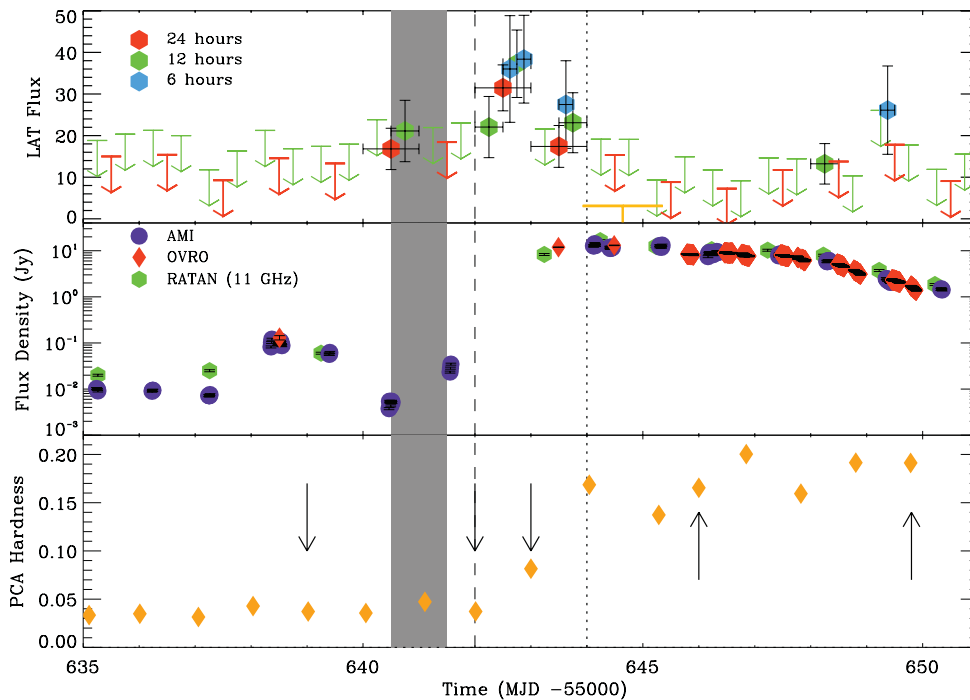 50
40
30
20
10
0
LAT Flux
24 hours
12 hours
6 hours
10¹
10⁰
10⁻¹
10⁻²
10⁻³
Flux Density (Jy)
AMI
OVRO
RATAN (11 GHz)
0.20
0.15
0.10
0.05
0.00
PCA Hardness
635
640
645
650
Time (MJD −55000)